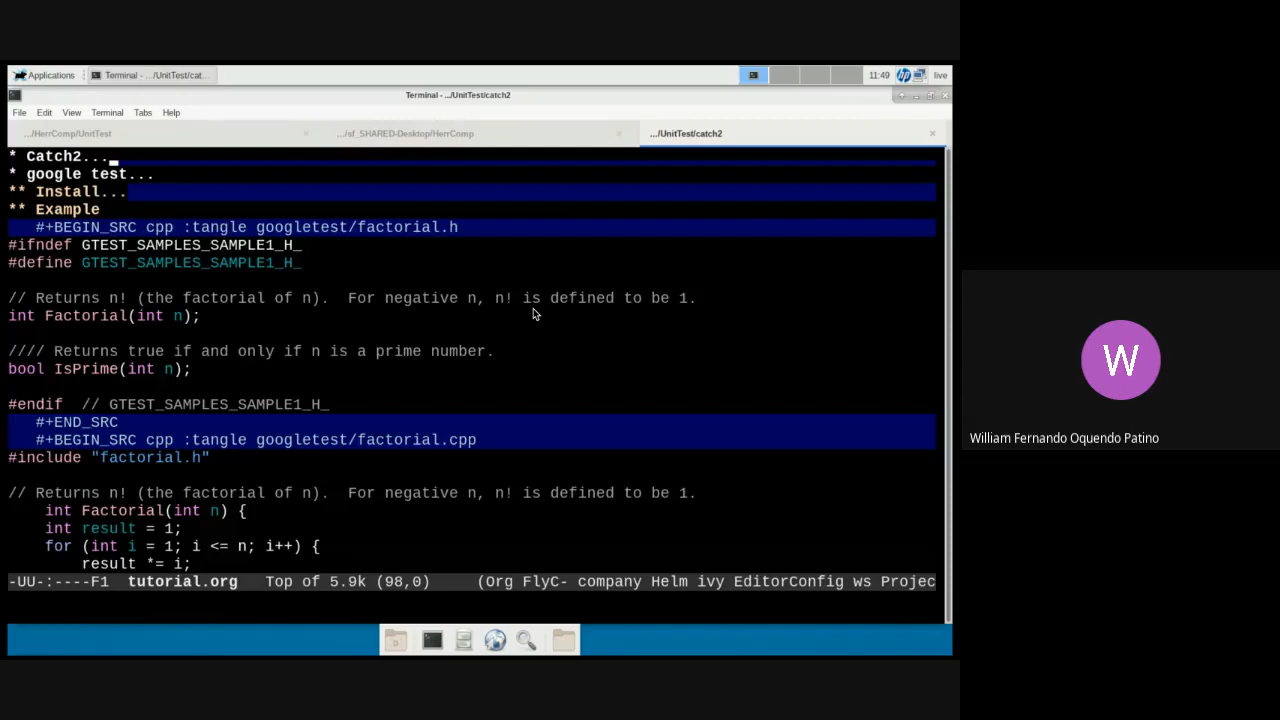 Applications
Terminal - .../UnitTest/cat...
11:49
hp
live
Terminal - .../UnitTest/catch2
File Edit View Terminal Tabs Help
.../HerrComp/UnitTest
.../sf_SHARED-Desktop/HerrComp
.../UnitTest/catch2
* Catch2...
* google test...
** Install...
** Example
#+BEGIN_SRC cpp :tangle googletest/factorial.h
#ifndef GTEST_SAMPLES_SAMPLE1_H_
#define GTEST_SAMPLES_SAMPLE1_H_
// Returns n! (the factorial of n).  For negative n, n! is defined to be 1.
int Factorial(int n);
//// Returns true if and only if n is a prime number.
bool IsPrime(int n);
#endif  // GTEST_SAMPLES_SAMPLE1_H_
#+END_SRC
#+BEGIN_SRC cpp :tangle googletest/factorial.cpp
#include "factorial.h"
// Returns n! (the factorial of n).  For negative n, n! is defined to be 1.
int Factorial(int n) {
int result = 1;
for (int i = 1; i <= n; i++) {
result *= i;
-UU-:----F1  tutorial.org   Top of 5.9k (98,0)     (Org FlyC- company Helm ivy EditorConfig ws Projec
W
William Fernando Oquendo Patino